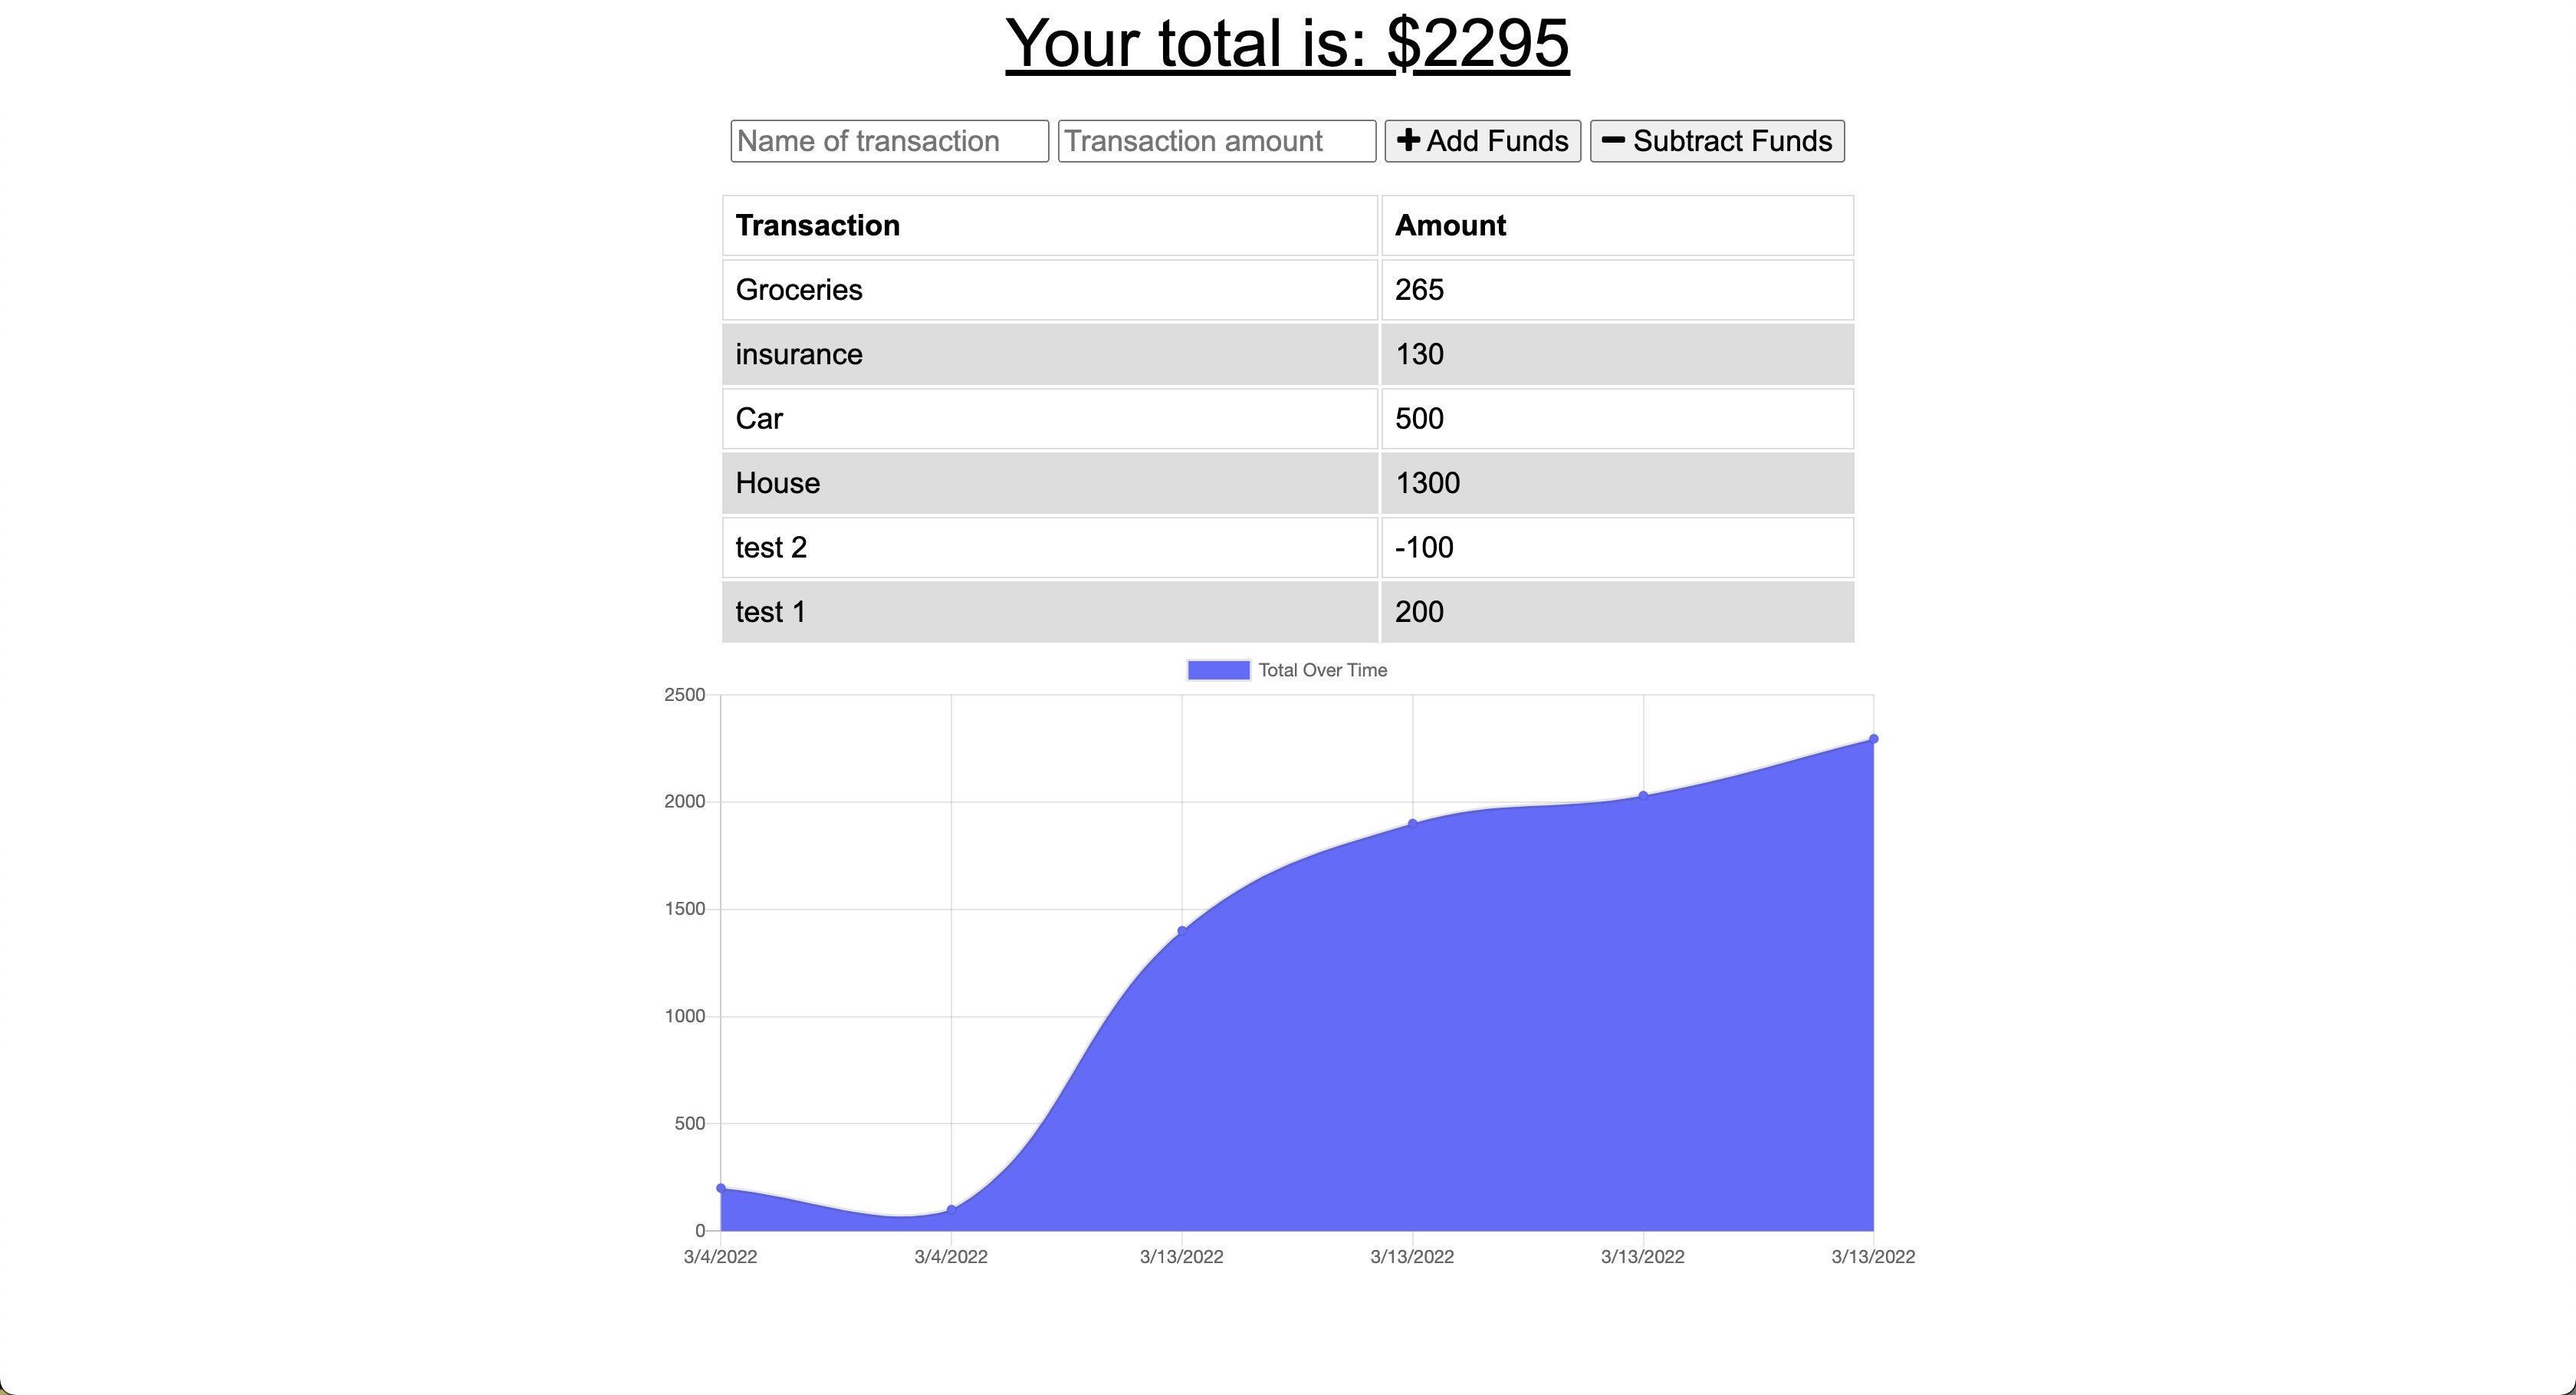 Your total is: $2295
Name of transaction Transaction amount Add Funds Subtract Funds
Transaction Amount
Groceries 265
insurance 130
Car 500
House 1300
test 2 -100
test 1 200
Total Over Time
2500
2000
1500
1000
500
0
3/4/2022 3/4/2022 3/13/2022 3/13/2022 3/13/2022 3/13/2022